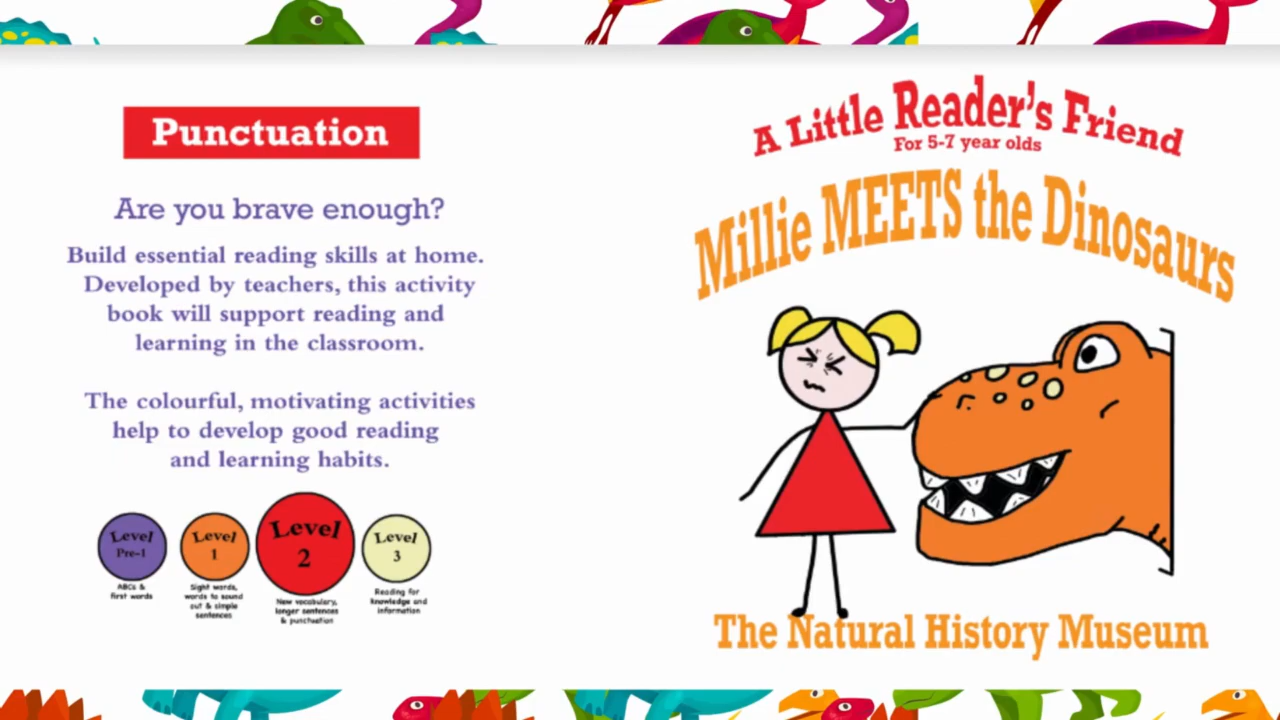 Punctuation
Are you brave enough?
Build essential reading skills at home.
Developed by teachers, this activity
book will support reading and
learning in the classroom.
The colourful, motivating activities
help to develop good reading
and learning habits.
Level
Pre-1
ABCs &
first words
Level
1
Sight words,
words to sound
out & simple
sentences
Level
2
New vocabulary,
longer sentences
& punctuation
Level
3
Reading for
knowledge and
information
A Little Reader's Friend
For 5-7 year olds
Millie MEETS the Dinosaurs
The Natural History Museum